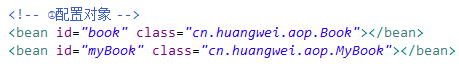 <!-- ①配置对象 -->
<bean id="book" class="cn.huangwei.aop.Book"></bean>
<bean id="myBook" class="cn.huangwei.aop.MyBook"></bean>